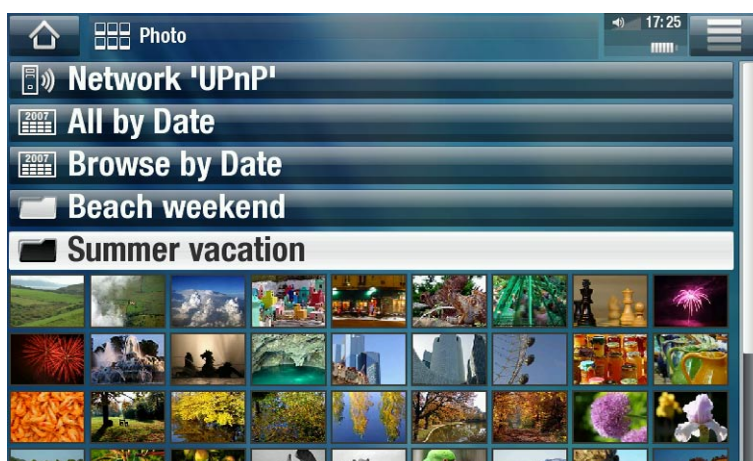 Photo
17:25
Network 'UPnP'
2007
All by Date
2007
Browse by Date
Beach weekend
Summer vacation